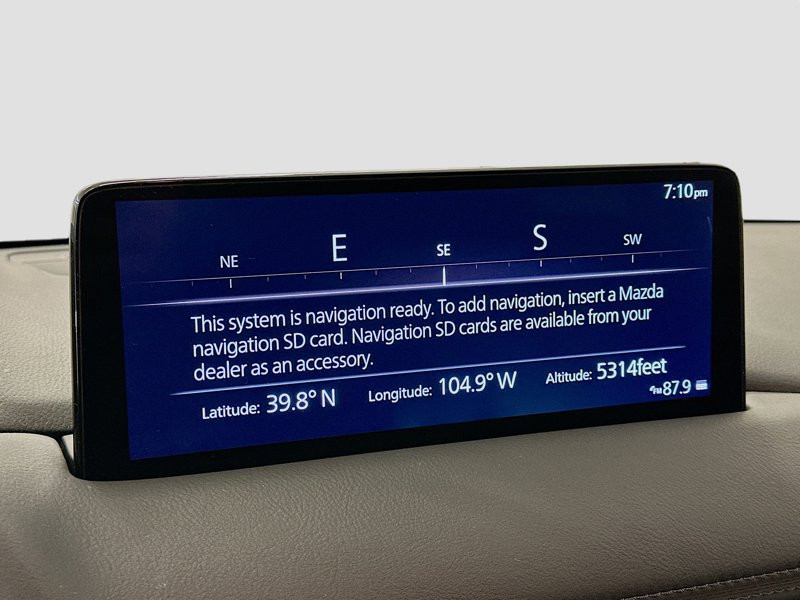 7:10pm
NE E SE S SW
This system is navigation ready. To add navigation, insert a Mazda
navigation SD card. Navigation SD cards are available from your
dealer as an accessory.
Latitude: 39.8° N Longitude: 104.9° W Altitude: 5314feet
FM 87.9